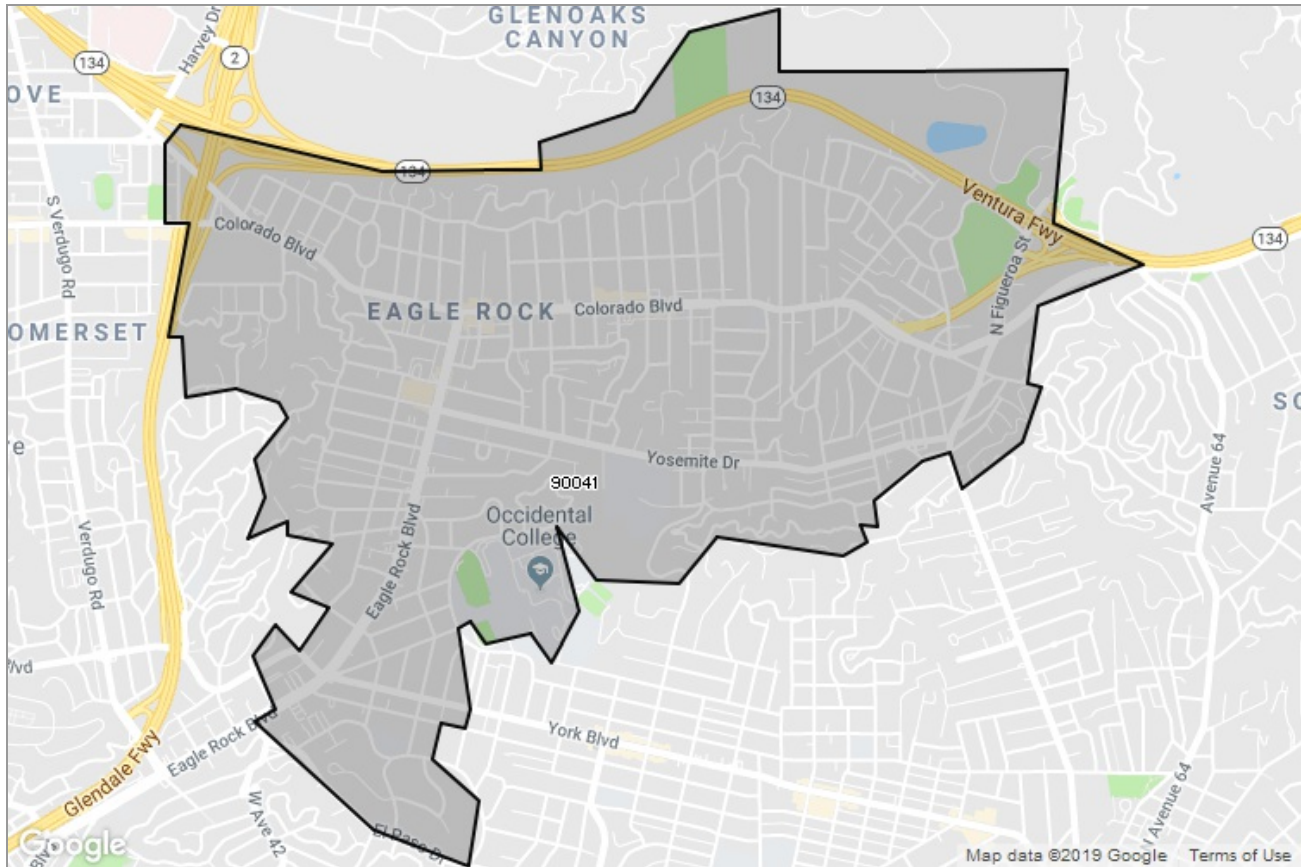 GLENOAKS
CANYON
Harvey Dr
134
2
OVE
134
134
Ventura Fwy
S Verdugo Rd
Colorado Blvd
134
N Figueroa St
EAGLE ROCK
Colorado Blvd
OMERSET
SO
re
Yosemite Dr
Avenue 64
90041
Occidental
College
Eagle Rock Blvd
Verdugo Rd
lvd
York Blvd
Eagle Rock Blvd
Glendale Fwy
W Ave 42
El Paso Dr
N Avenue 64
Google
Map data ©2019 Google
Terms of Use